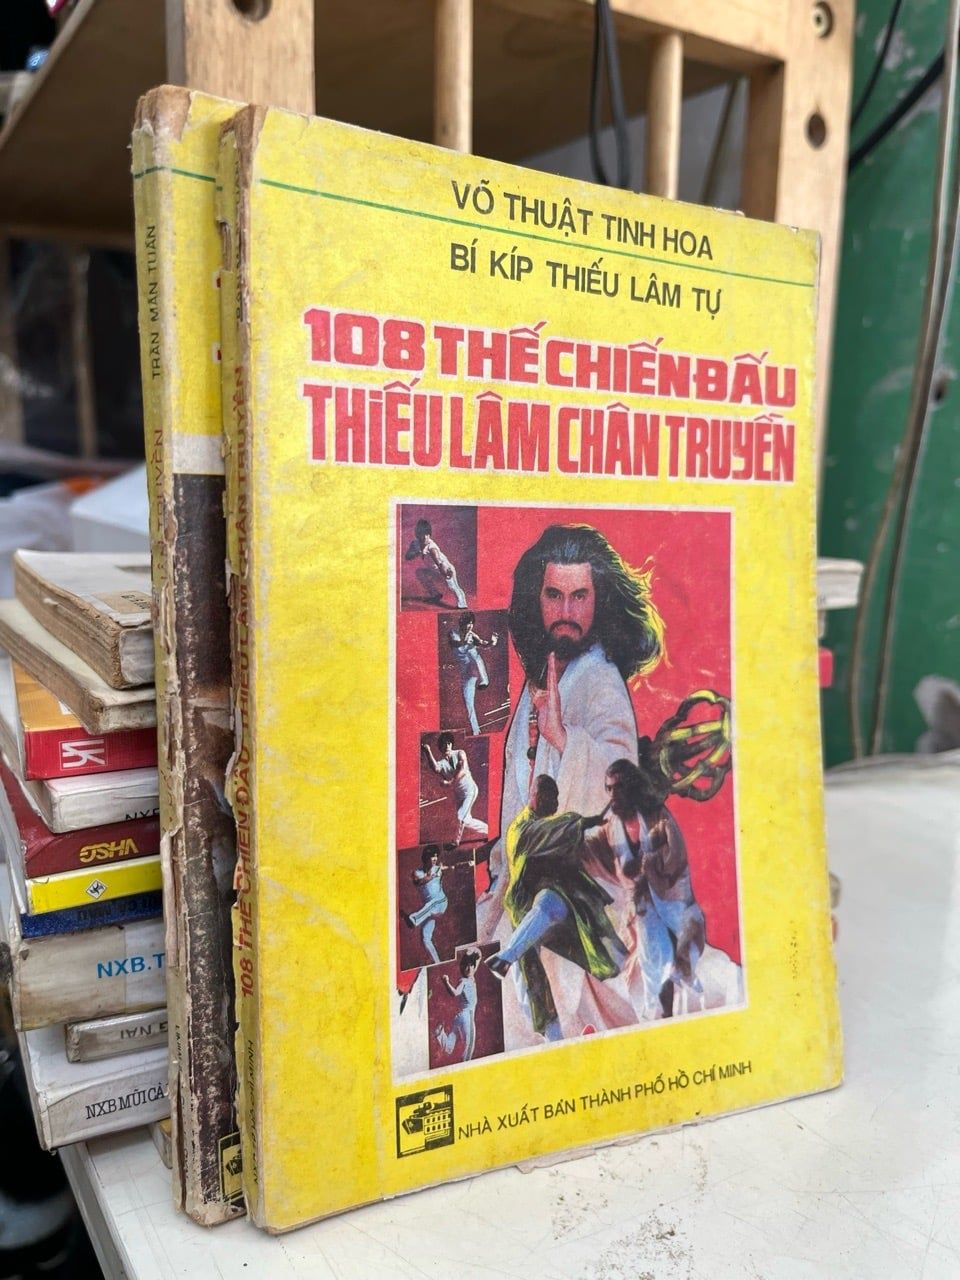 VÕ THUẬT TINH HOA
BÍ KÍP THIẾU LÂM TỰ
108 THẾ CHIẾN ĐẤU
THIẾU LÂM CHÂN TRUYỀN
NHÀ XUẤT BẢN THÀNH PHỐ HỒ CHÍ MINH
108 THẾ CHIẾN ĐẤU THIẾU LÂM CHÂN TRUYỀN
TRẦN MÃN TUẤN
VHSG
NXB.T
NXB MŨI CÀ